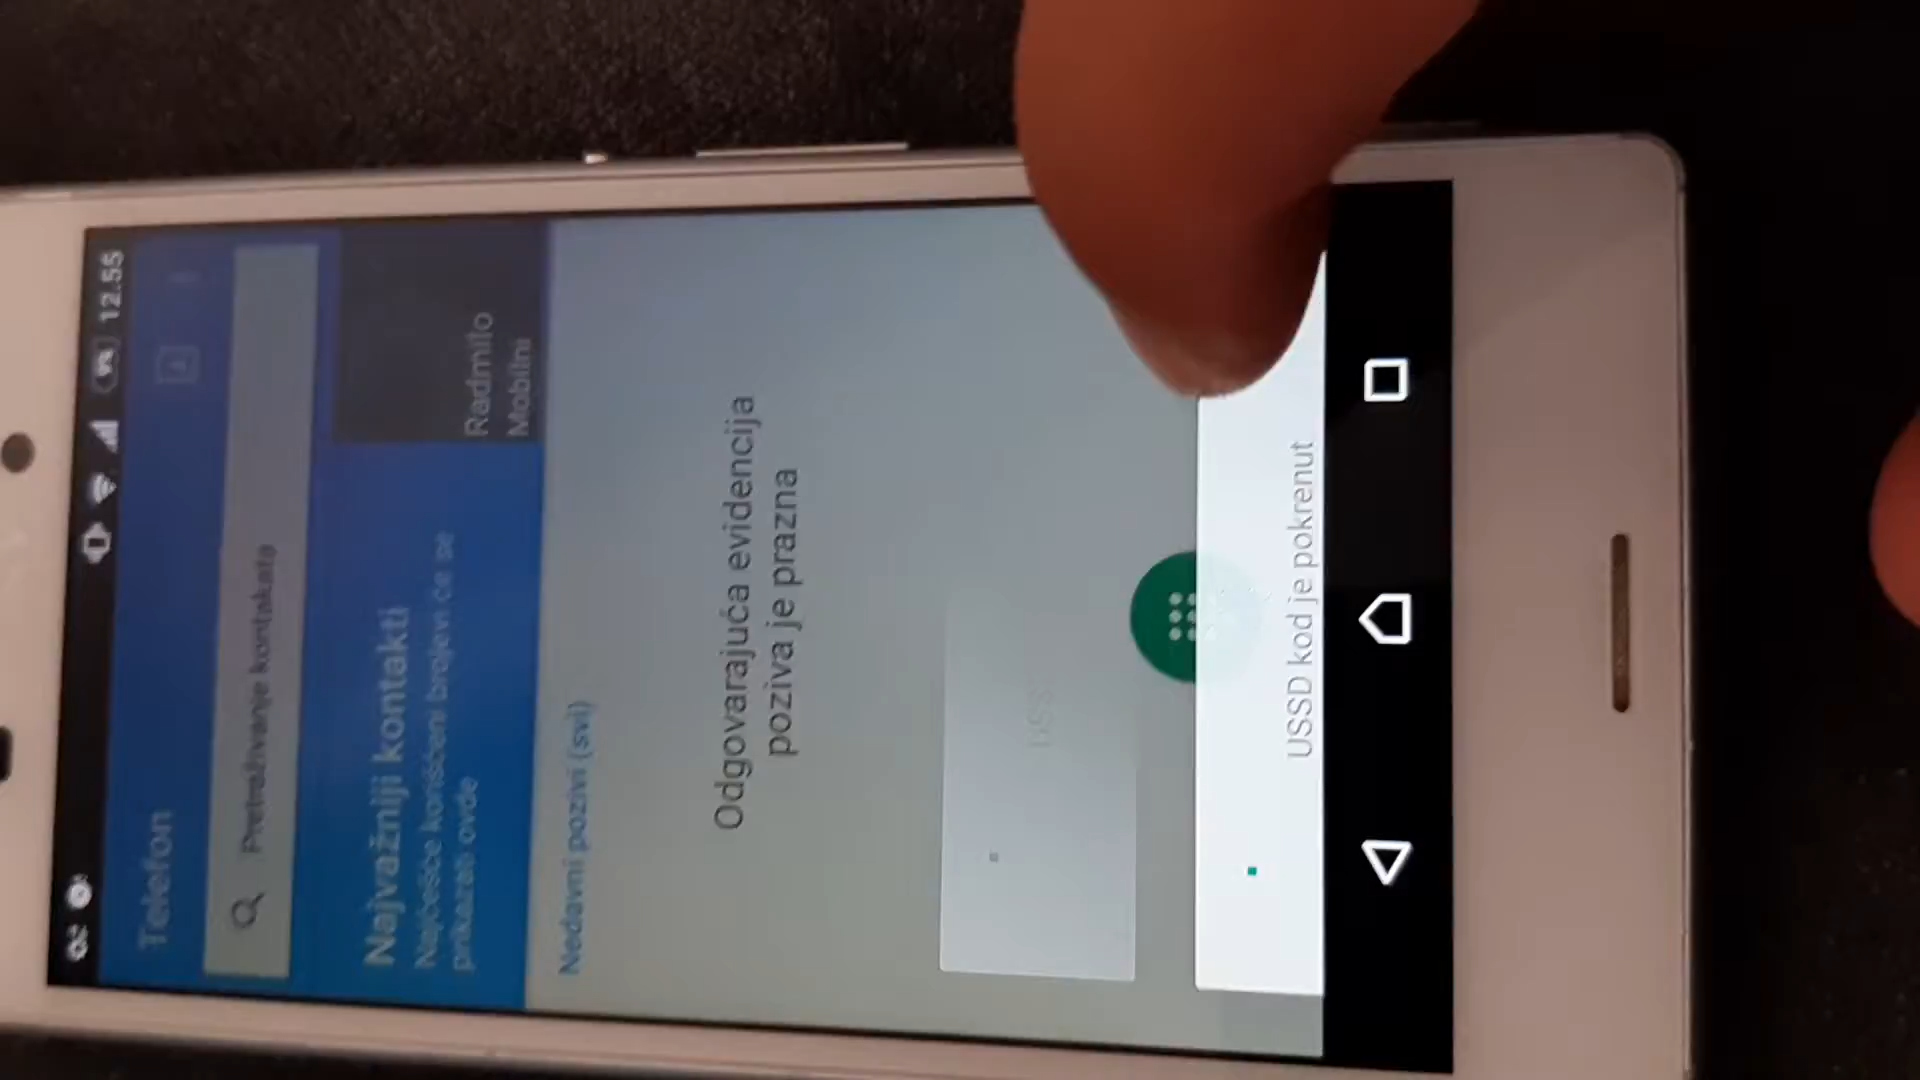 12.55
Telefon
Pretraživanje kontakata
Radmilo
Mobilni
Najvažniji kontakti
Najčešće korišćeni brojevi će se
prikazati ovde
Nedavni pozivi (svi)
Odgovarajuća evidencija
poziva je prazna
USSD kod je pokrenut